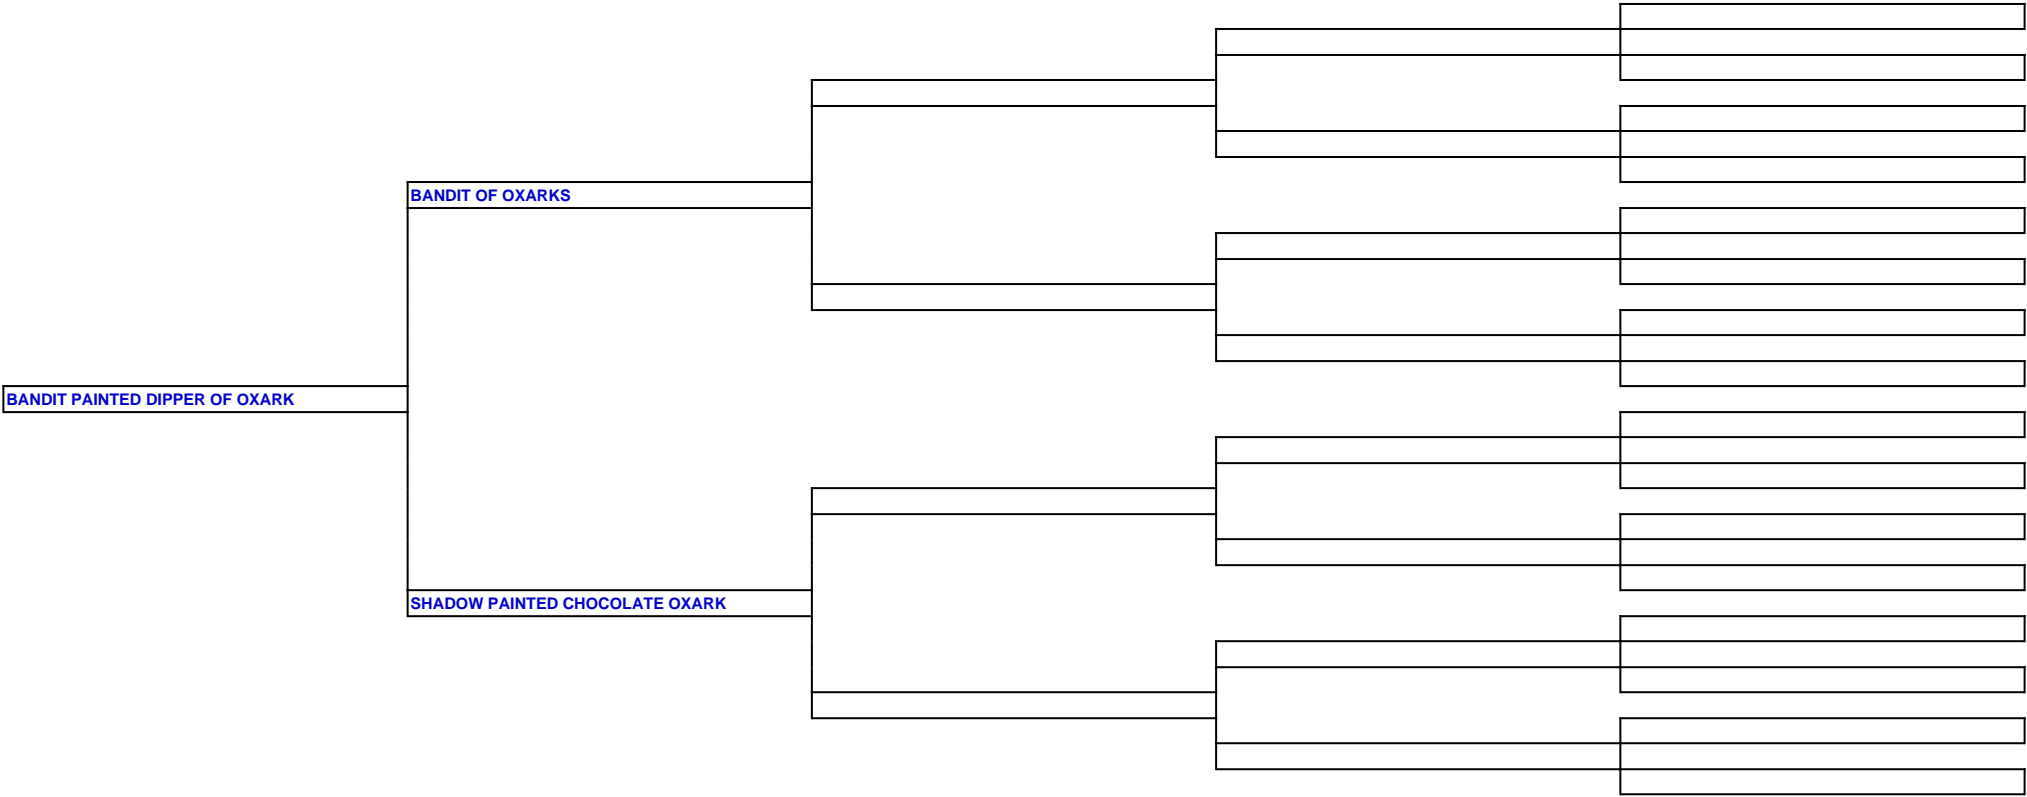 BANDIT OF OXARKS
BANDIT PAINTED DIPPER OF OXARK
SHADOW PAINTED CHOCOLATE OXARK